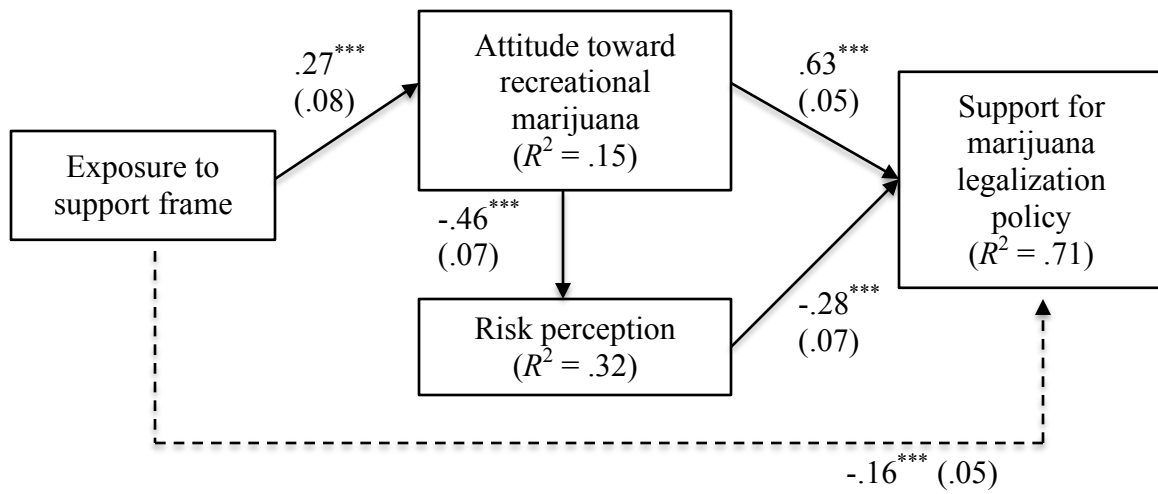 Exposure to
support frame
.27***
(.08)
Attitude toward
recreational
marijuana
(R² = .15)
.63***
(.05)
Support for
marijuana
legalization
policy
(R² = .71)
-.46***
(.07)
Risk perception
(R² = .32)
-.28***
(.07)
-.16*** (.05)